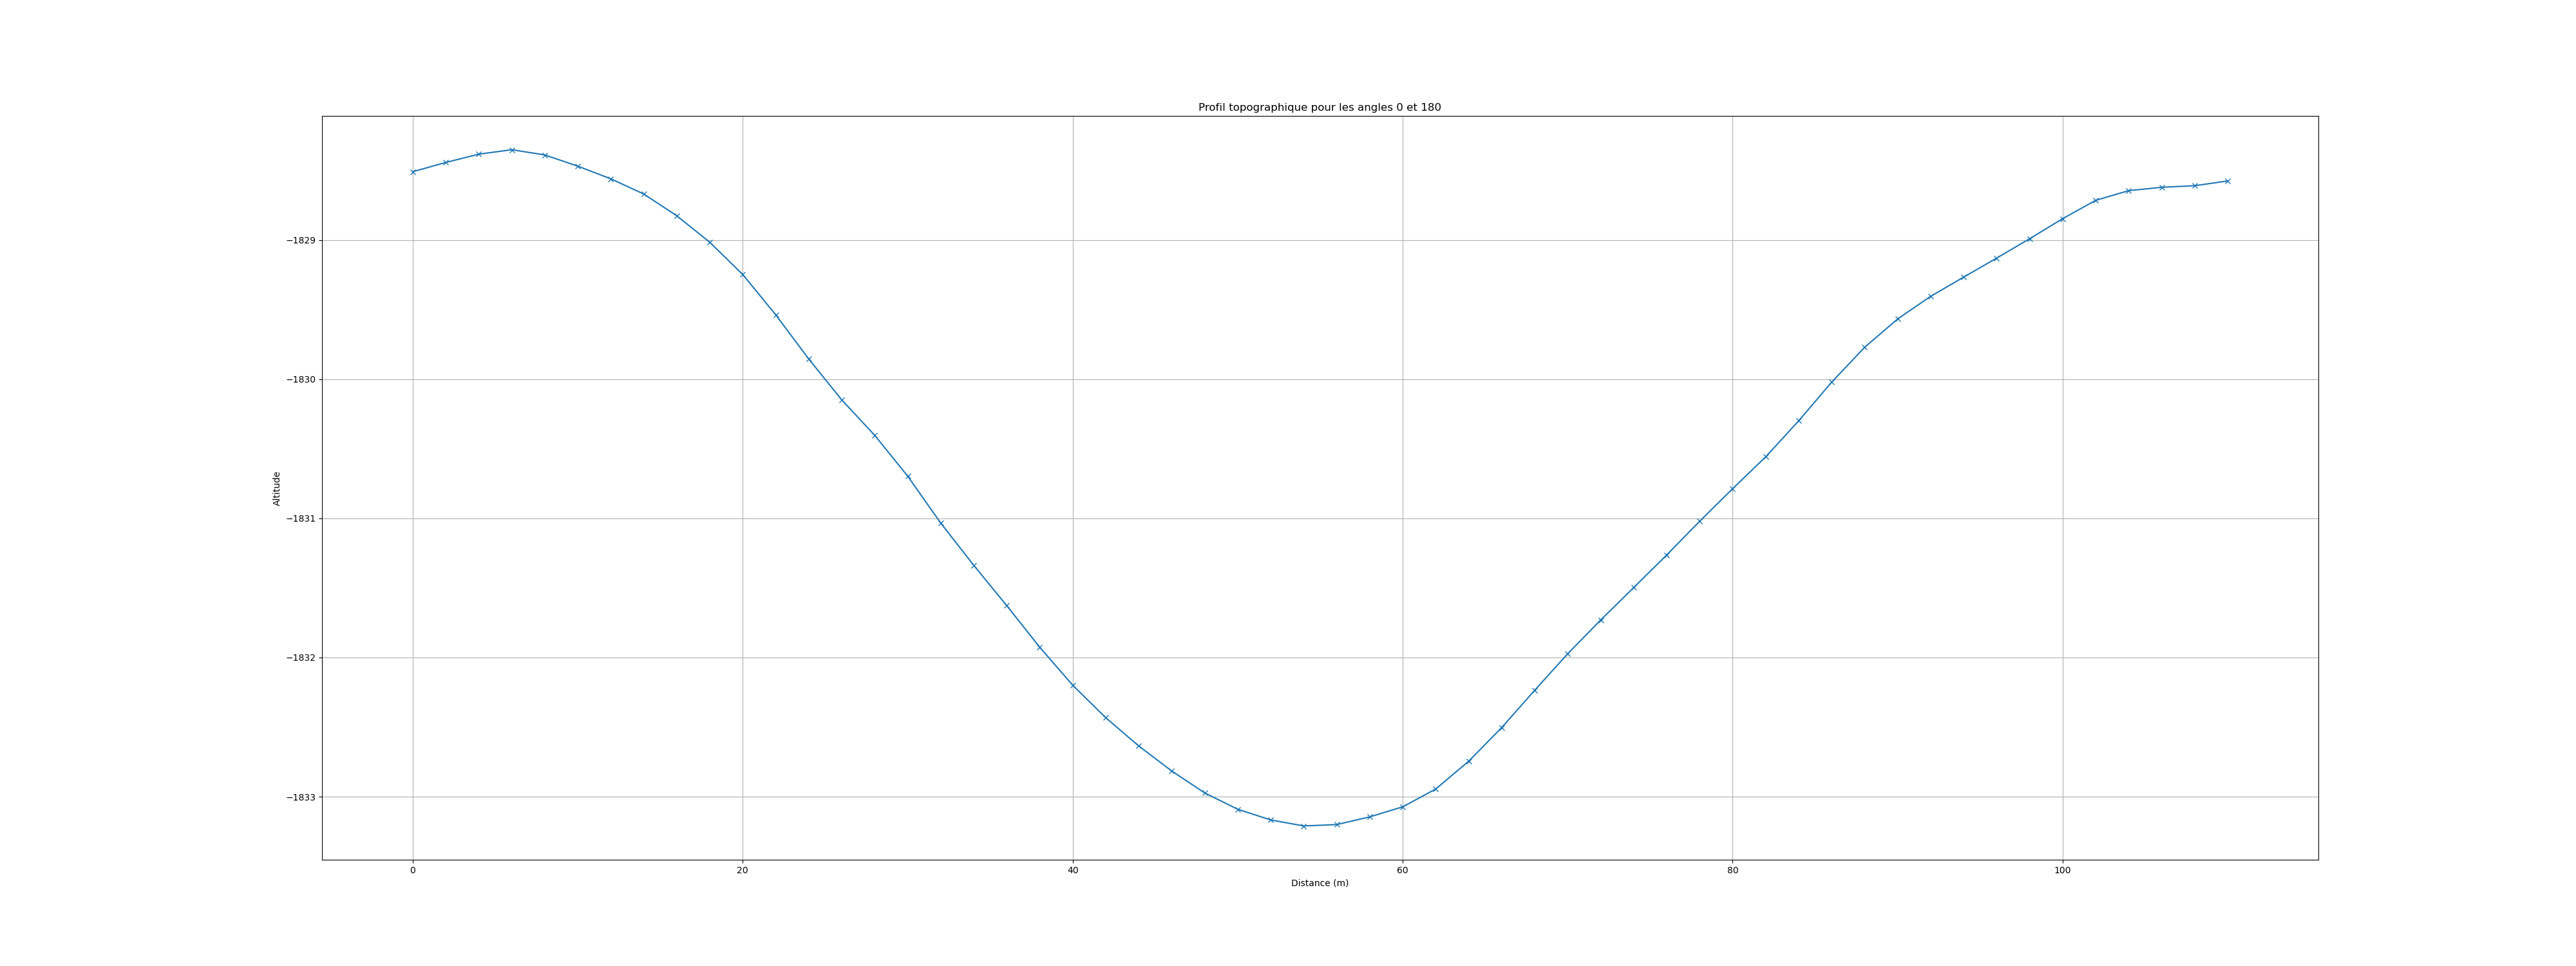 Profil topographique pour les angles 0 et 180
−1829
−1830
−1831
−1832
−1833
Altitude
0 20 40 60 80 100
Distance (m)